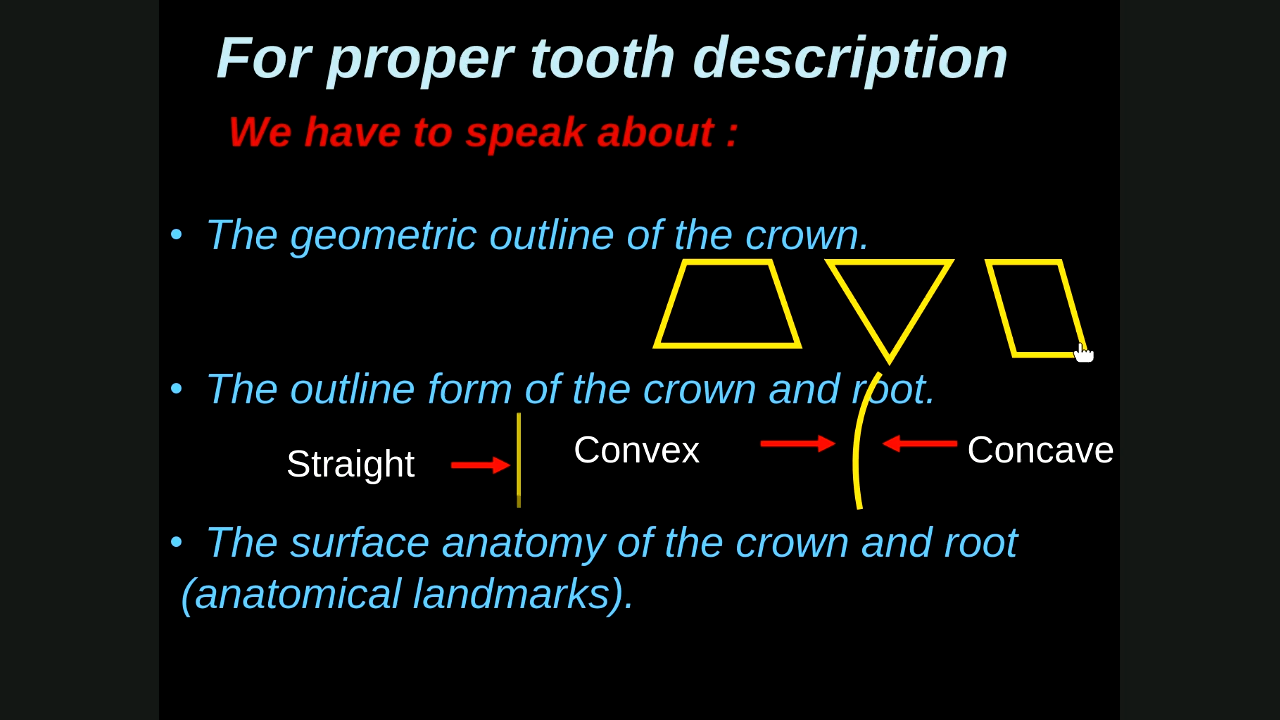 For proper tooth description
We have to speak about :
• The geometric outline of the crown.
• The outline form of the crown and root.
Straight Convex Concave
• The surface anatomy of the crown and root
(anatomical landmarks).